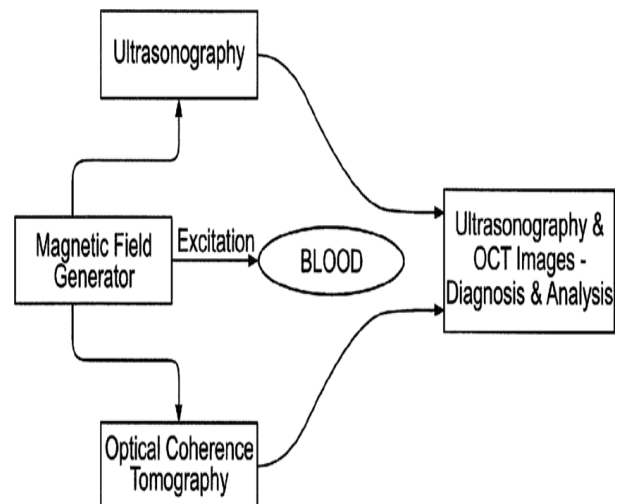 Ultrasonography
Magnetic Field
Generator
Excitation
BLOOD
Ultrasonography &
OCT Images -
Diagnosis & Analysis
Optical Coherence
Tomography